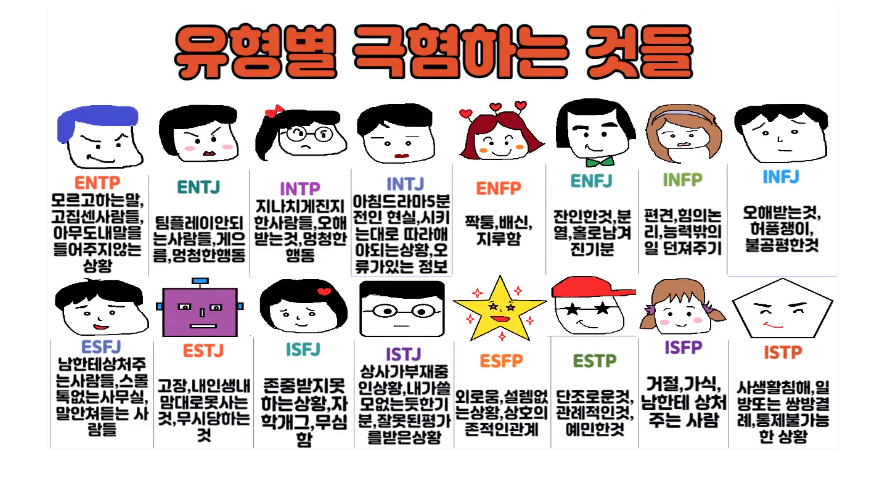 유형별 극혐하는 것들
ENTP
모르고하는말,
고집센사람들,
아무도내말을
들어주지않는
상황
ENTJ
팀플레이안되
는사람들,게으
름,멍청한행동
INTP
지나치게진지
한사람들,오해
받는것,멍청한
행동
INTJ
아침드라마5분
전인 현실,시키
는대로 따라해
야되는상황,오
류가있는 정보
ENFP
짝퉁,배신,
지루함
ENFJ
잔인한것,분
열,홀로남겨
진기분
INFP
편견,힘의논
리,능력밖의
일 던져주기
INFJ
오해받는것,
허풍쟁이,
불공평한것
ESFJ
남한테상처주
는사람들,스몰
톡없는사무실,
말안쳐듣는 사
람들
ESTJ
고장,내인생내
맘대로못사는
것,무시당하는
것
ISFJ
존중받지못
하는상황,자
학개그,무심
함
ISTJ
상사가부재중
인상황,내가쓸
모없는듯한기
분,잘못된평가
를받은상황
ESFP
외로움,설렘없
는상황,상호의
존적인관계
ESTP
단조로운것,
관례적인것,
예민한것
ISFP
거절,가식,
남한테 상처
주는 사람
ISTP
사생활침해,일
방또는 쌍방결
례,통제불가능
한 상황